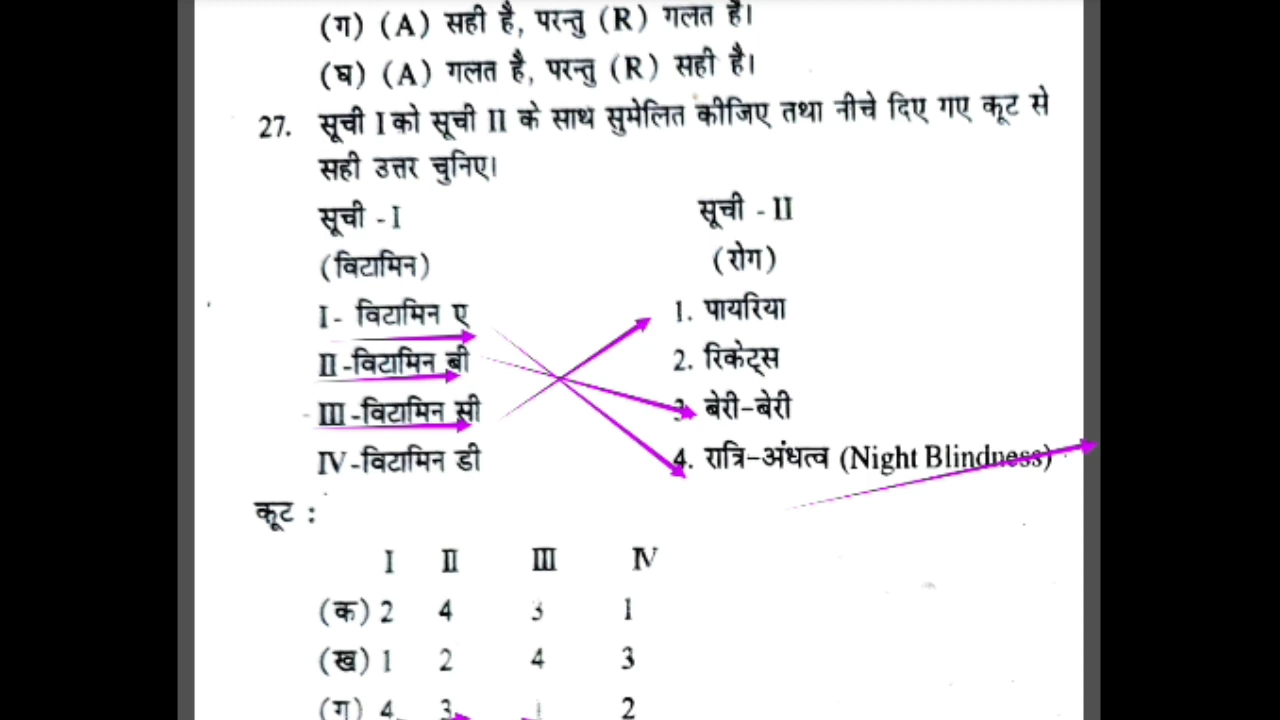 (ग) (A) सही है, परन्तु (R) गलत है।
(घ) (A) गलत है, परन्तु (R) सही है।
27. सूची I को सूची II के साथ सुमेलित कीजिए तथा नीचे दिए गए कूट से
सही उत्तर चुनिए।
सूची - I सूची - II
(विटामिन) (रोग)
I - विटामिन ए 1. पायरिया
II -विटामिन बी 2. रिकेट्स
III -विटामिन सी 3. बेरी-बेरी
IV -विटामिन डी 4. रात्रि-अंधत्व (Night Blindness)
कूट :
I II III IV
(क) 2 4 3 1
(ख) 1 2 4 3
(ग) 4 3 1 2